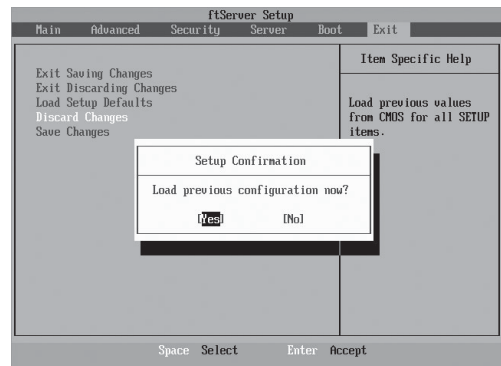 ftServer Setup
Main Advanced Security Server Boot Exit
Item Specific Help
Exit Saving Changes
Exit Discarding Changes
Load Setup Defaults
Discard Changes
Save Changes
Load previous values
from CMOS for all SETUP
items.
Setup Confirmation
Load previous configuration now?
[Yes] [No]
Space Select Enter Accept